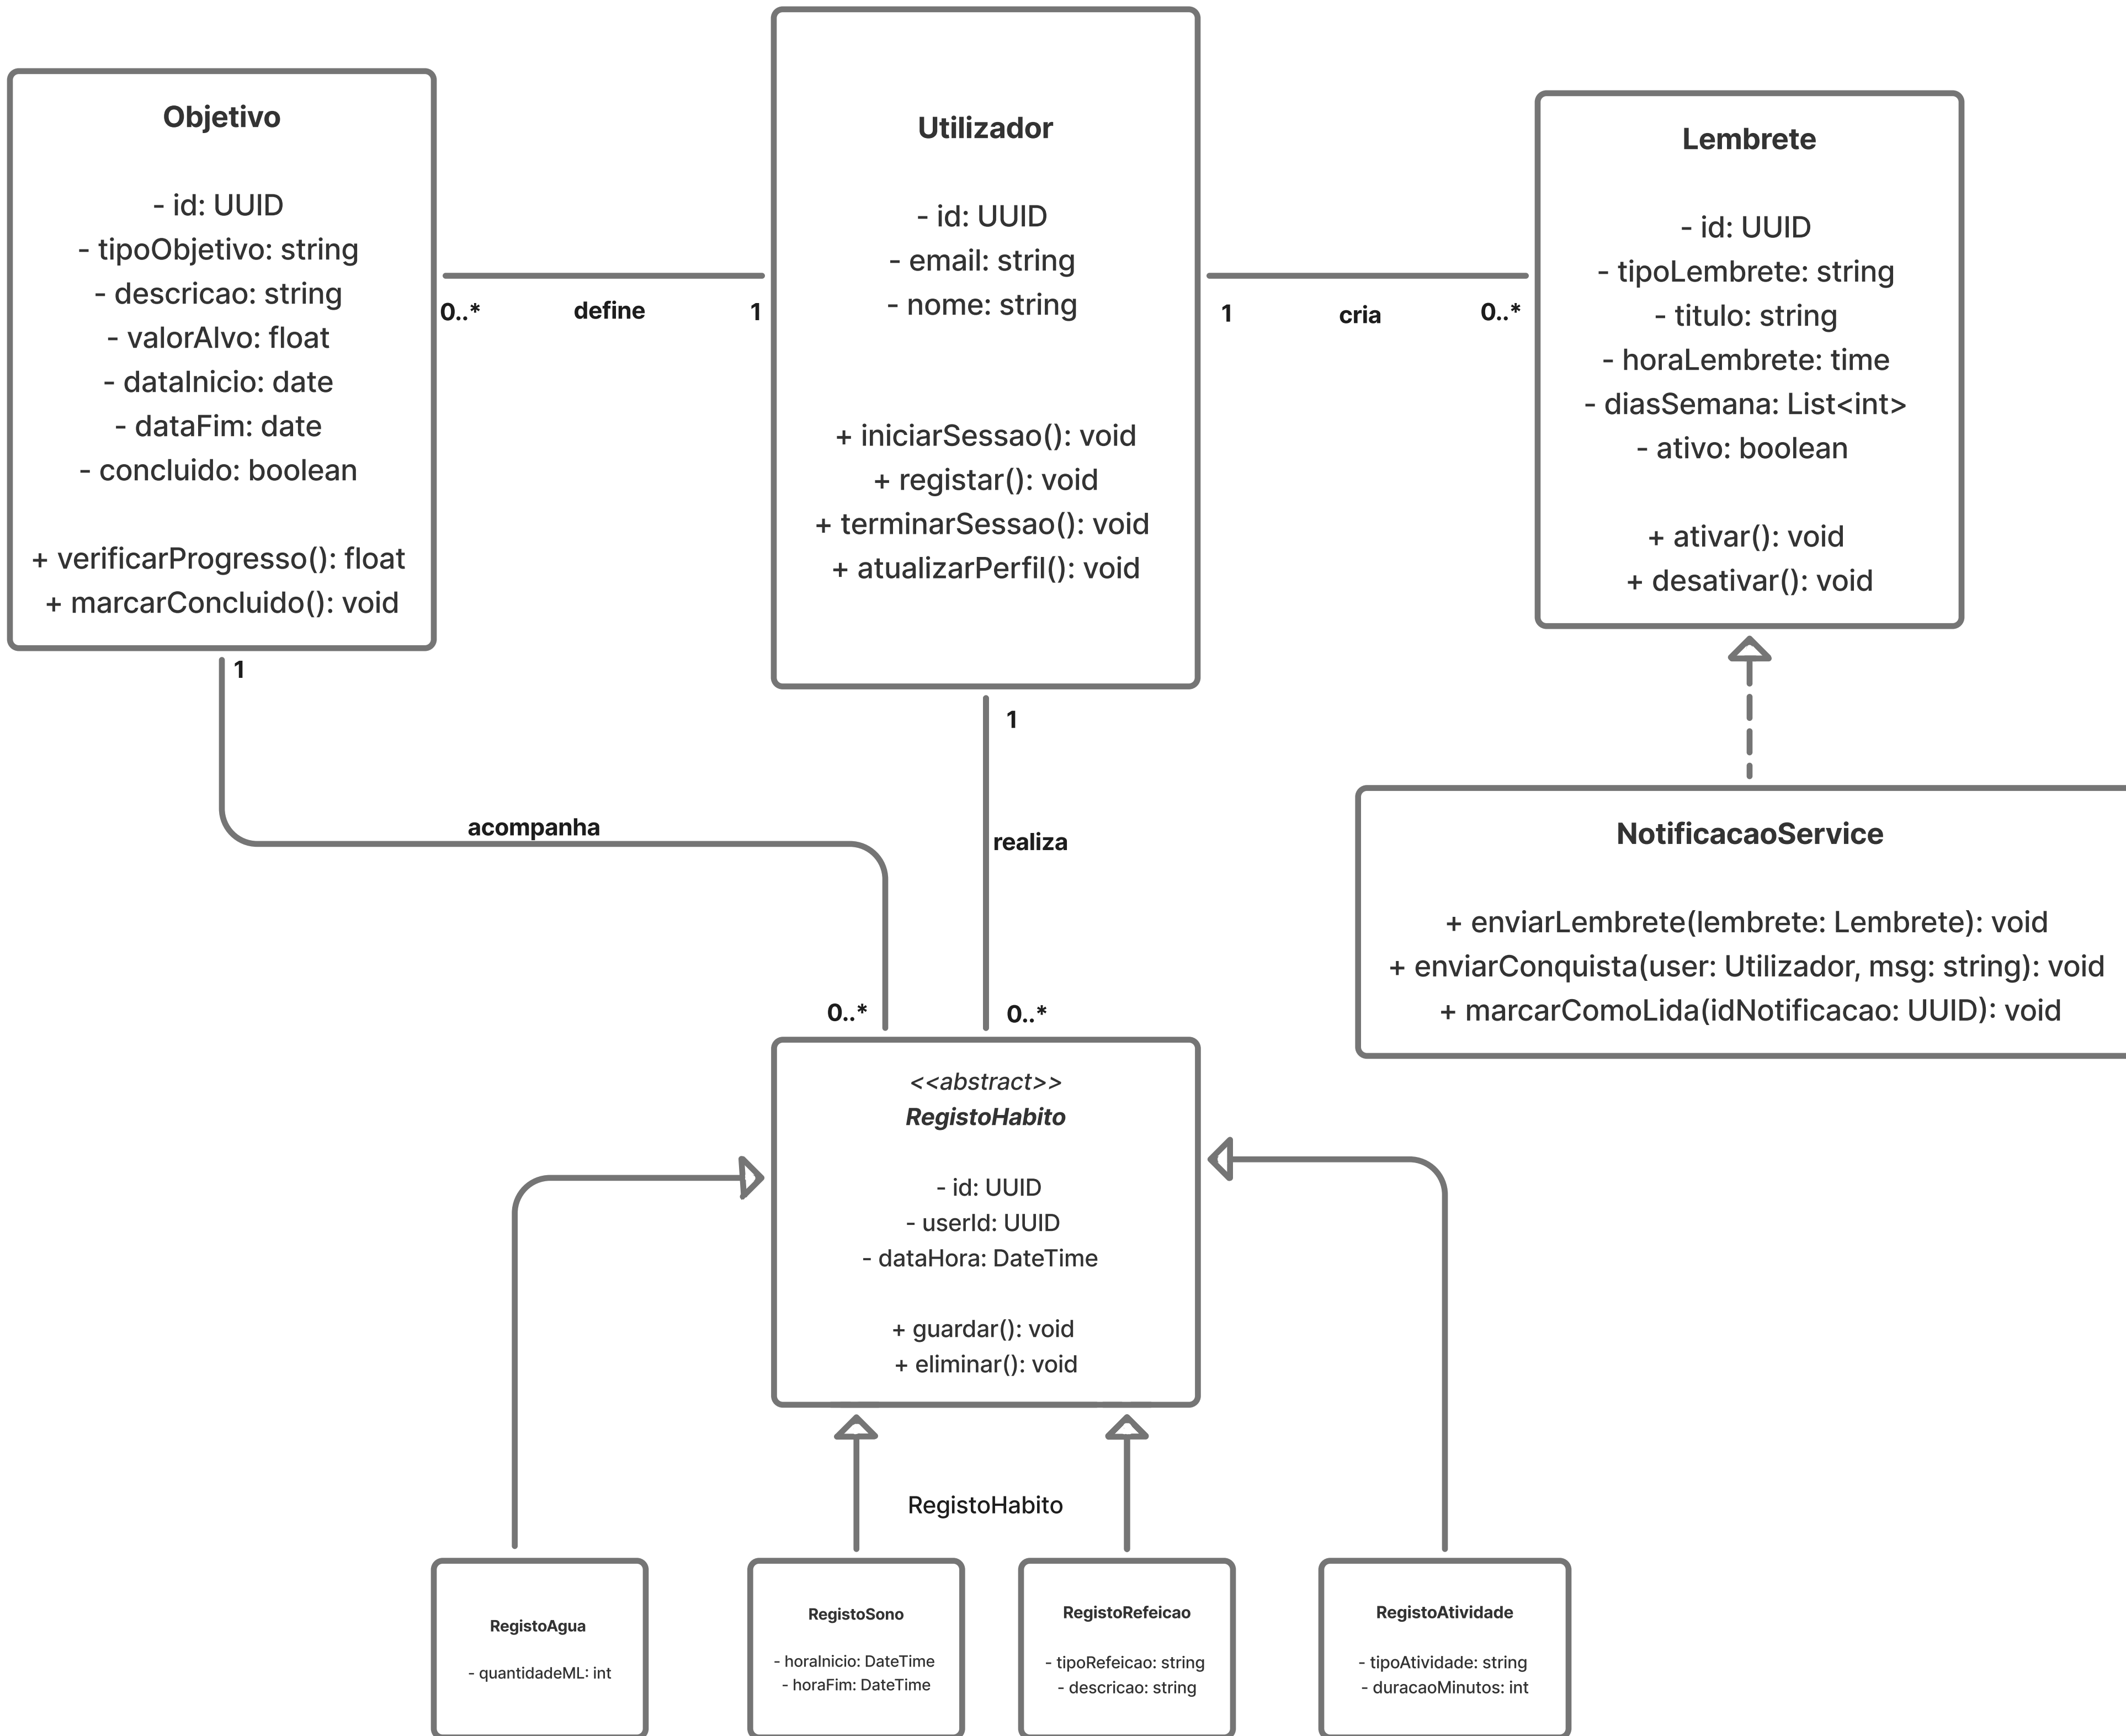 Objetivo
- id: UUID
- tipoObjetivo: string
- descricao: string
- valorAlvo: float
- dataInicio: date
- dataFim: date
- concluido: boolean
+ verificarProgresso(): float
+ marcarConcluido(): void
0..*
define
1
Utilizador
- id: UUID
- email: string
- nome: string
+ iniciarSessao(): void
+ registar(): void
+ terminarSessao(): void
+ atualizarPerfil(): void
1
cria
0..*
Lembrete
- id: UUID
- tipoLembrete: string
- titulo: string
- horaLembrete: time
- diasSemana: List<int>
- ativo: boolean
+ ativar(): void
+ desativar(): void
1
acompanha
0..*
1
realiza
0..*
NotificacaoService
+ enviarLembrete(lembrete: Lembrete): void
+ enviarConquista(user: Utilizador, msg: string): void
+ marcarComoLida(idNotificacao: UUID): void
<<abstract>>
RegistoHabito
- id: UUID
- userId: UUID
- dataHora: DateTime
+ guardar(): void
+ eliminar(): void
RegistoHabito
RegistoAgua
- quantidadeML: int
RegistoSono
- horaInicio: DateTime
- horaFim: DateTime
RegistoRefeicao
- tipoRefeicao: string
- descricao: string
RegistoAtividade
- tipoAtividade: string
- duracaoMinutos: int